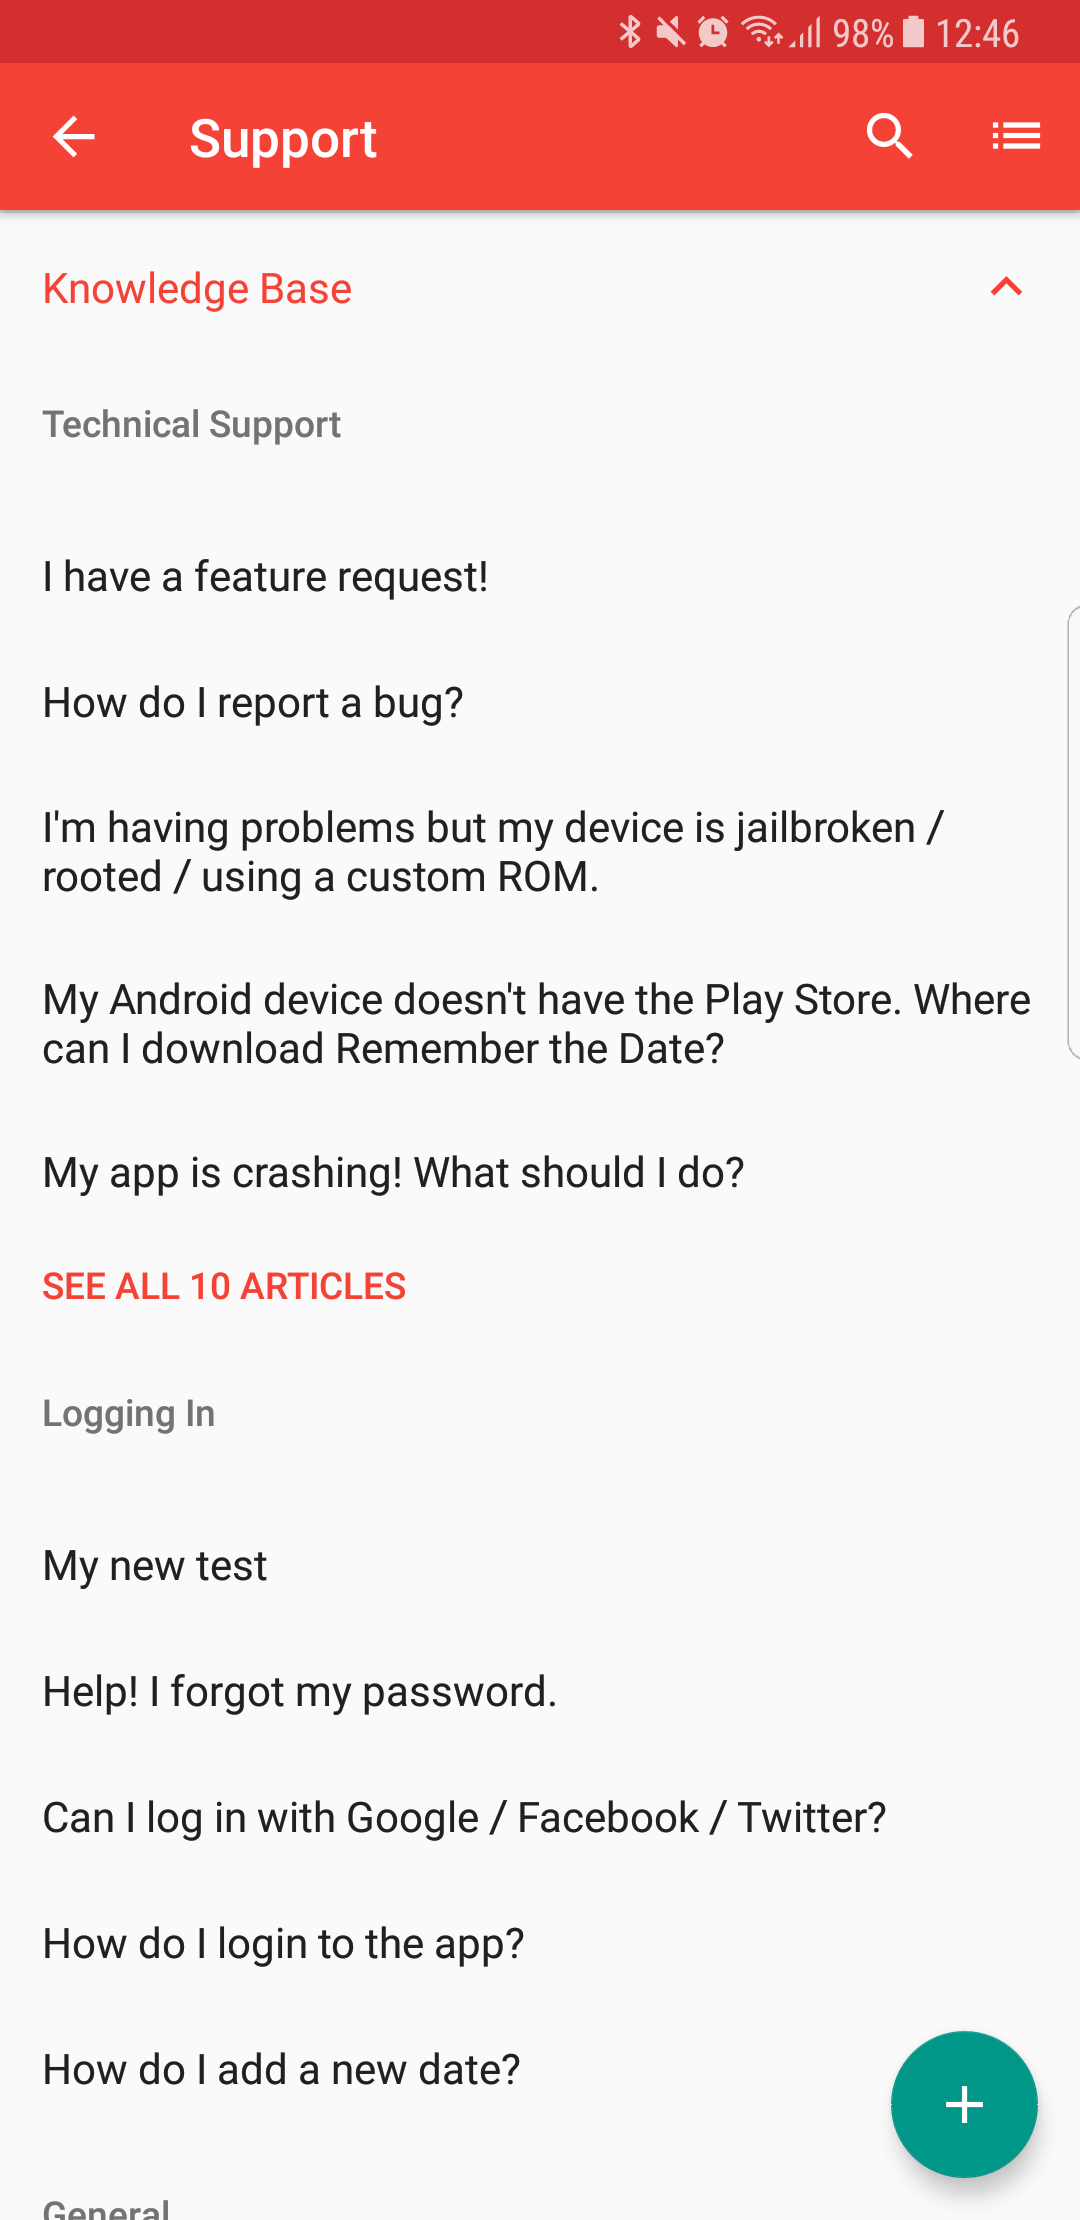 98% 12:46
Support
Knowledge Base
Technical Support
I have a feature request!
How do I report a bug?
I'm having problems but my device is jailbroken /
rooted / using a custom ROM.
My Android device doesn't have the Play Store. Where
can I download Remember the Date?
My app is crashing! What should I do?
SEE ALL 10 ARTICLES
Logging In
My new test
Help! I forgot my password.
Can I log in with Google / Facebook / Twitter?
How do I login to the app?
How do I add a new date?
General